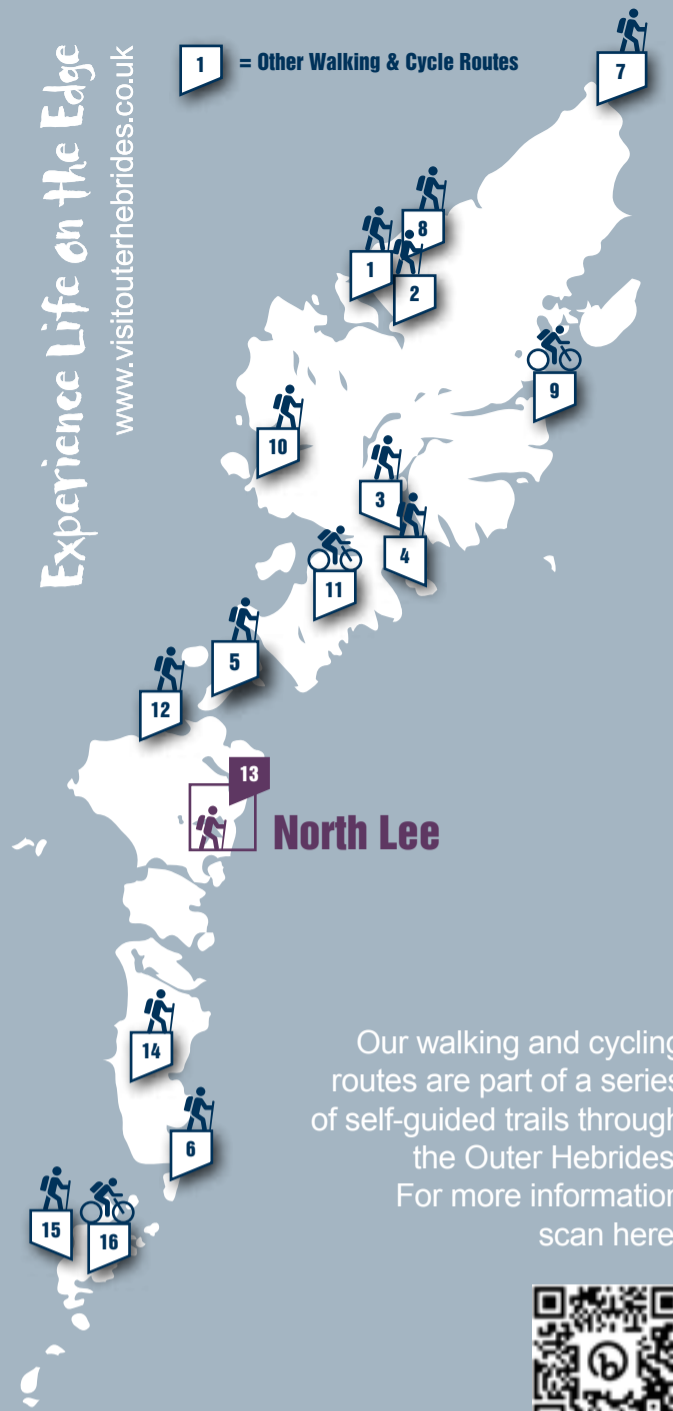 Experience Life on the Edge
www.visitouterhebrides.co.uk
1 = Other Walking & Cycle Routes
7
8
1
2
9
10
3
4
11
5
12
13
North Lee
14
6
15
16
Our walking and cycling
routes are part of a series
of self-guided trails through
the Outer Hebrides
For more information
scan here
b